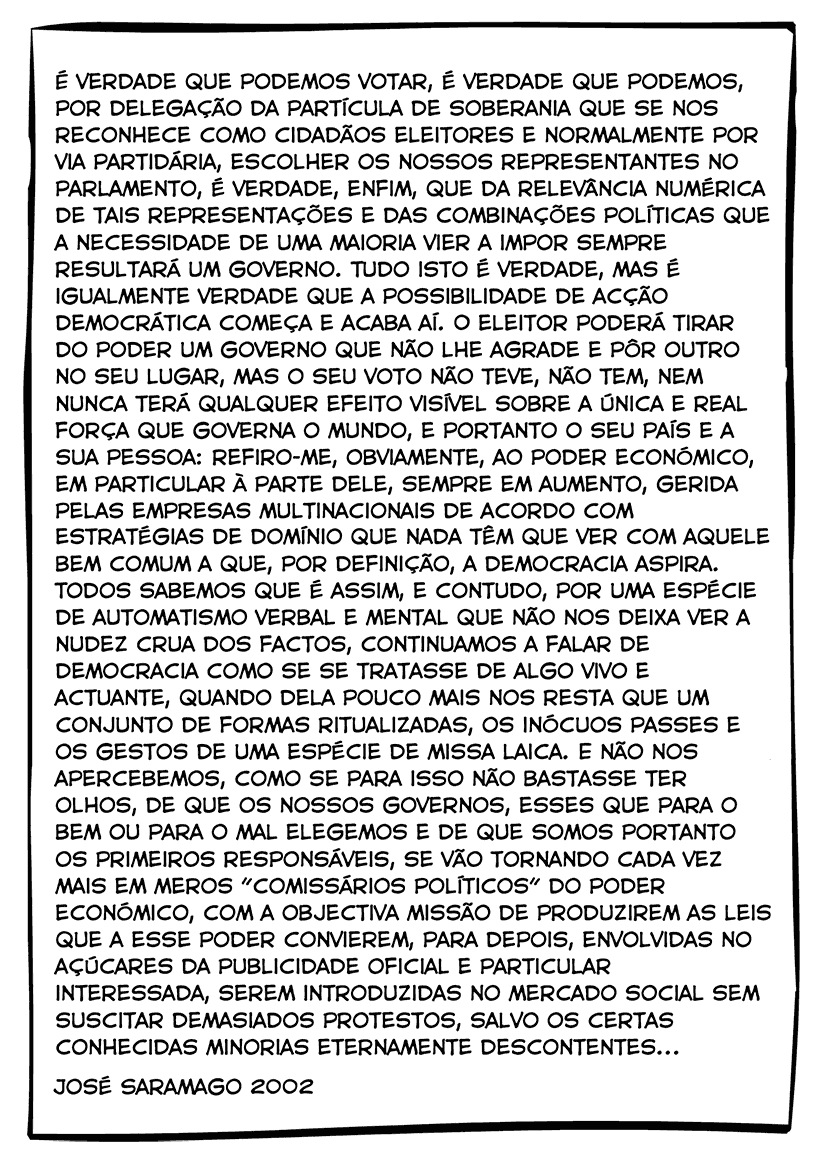 É VERDADE QUE PODEMOS VOTAR, É VERDADE QUE PODEMOS,
POR DELEGAÇÃO DA PARTÍCULA DE SOBERANIA QUE SE NOS
RECONHECE COMO CIDADÃOS ELEITORES E NORMALMENTE POR
VIA PARTIDÁRIA, ESCOLHER OS NOSSOS REPRESENTANTES NO
PARLAMENTO, É VERDADE, ENFIM, QUE DA RELEVÂNCIA NUMÉRICA
DE TAIS REPRESENTAÇÕES E DAS COMBINAÇÕES POLÍTICAS QUE
A NECESSIDADE DE UMA MAIORIA VIER A IMPOR SEMPRE
RESULTARÁ UM GOVERNO. TUDO ISTO É VERDADE, MAS É
IGUALMENTE VERDADE QUE A POSSIBILIDADE DE ACÇÃO
DEMOCRÁTICA COMEÇA E ACABA AÍ. O ELEITOR PODERÁ TIRAR
DO PODER UM GOVERNO QUE NÃO LHE AGRADE E PÔR OUTRO
NO SEU LUGAR, MAS O SEU VOTO NÃO TEVE, NÃO TEM, NEM
NUNCA TERÁ QUALQUER EFEITO VISÍVEL SOBRE A ÚNICA E REAL
FORÇA QUE GOVERNA O MUNDO, E PORTANTO O SEU PAÍS E A
SUA PESSOA: REFIRO-ME, OBVIAMENTE, AO PODER ECONÓMICO,
EM PARTICULAR À PARTE DELE, SEMPRE EM AUMENTO, GERIDA
PELAS EMPRESAS MULTINACIONAIS DE ACORDO COM
ESTRATÉGIAS DE DOMÍNIO QUE NADA TÊM QUE VER COM AQUELE
BEM COMUM A QUE, POR DEFINIÇÃO, A DEMOCRACIA ASPIRA.
TODOS SABEMOS QUE É ASSIM, E CONTUDO, POR UMA ESPÉCIE
DE AUTOMATISMO VERBAL E MENTAL QUE NÃO NOS DEIXA VER A
NUDEZ CRUA DOS FACTOS, CONTINUAMOS A FALAR DE
DEMOCRACIA COMO SE SE TRATASSE DE ALGO VIVO E
ACTUANTE, QUANDO DELA POUCO MAIS NOS RESTA QUE UM
CONJUNTO DE FORMAS RITUALIZADAS, OS INÓCUOS PASSES E
OS GESTOS DE UMA ESPÉCIE DE MISSA LAICA. E NÃO NOS
APERCEBEMOS, COMO SE PARA ISSO NÃO BASTASSE TER
OLHOS, DE QUE OS NOSSOS GOVERNOS, ESSES QUE PARA O
BEM OU PARA O MAL ELEGEMOS E DE QUE SOMOS PORTANTO
OS PRIMEIROS RESPONSÁVEIS, SE VÃO TORNANDO CADA VEZ
MAIS EM MEROS "COMISSÁRIOS POLÍTICOS" DO PODER
ECONÓMICO, COM A OBJECTIVA MISSÃO DE PRODUZIREM AS LEIS
QUE A ESSE PODER CONVIEREM, PARA DEPOIS, ENVOLVIDAS NO
AÇÚCARES DA PUBLICIDADE OFICIAL E PARTICULAR
INTERESSADA, SEREM INTRODUZIDAS NO MERCADO SOCIAL SEM
SUSCITAR DEMASIADOS PROTESTOS, SALVO OS CERTAS
CONHECIDAS MINORIAS ETERNAMENTE DESCONTENTES...
JOSÉ SARAMAGO 2002